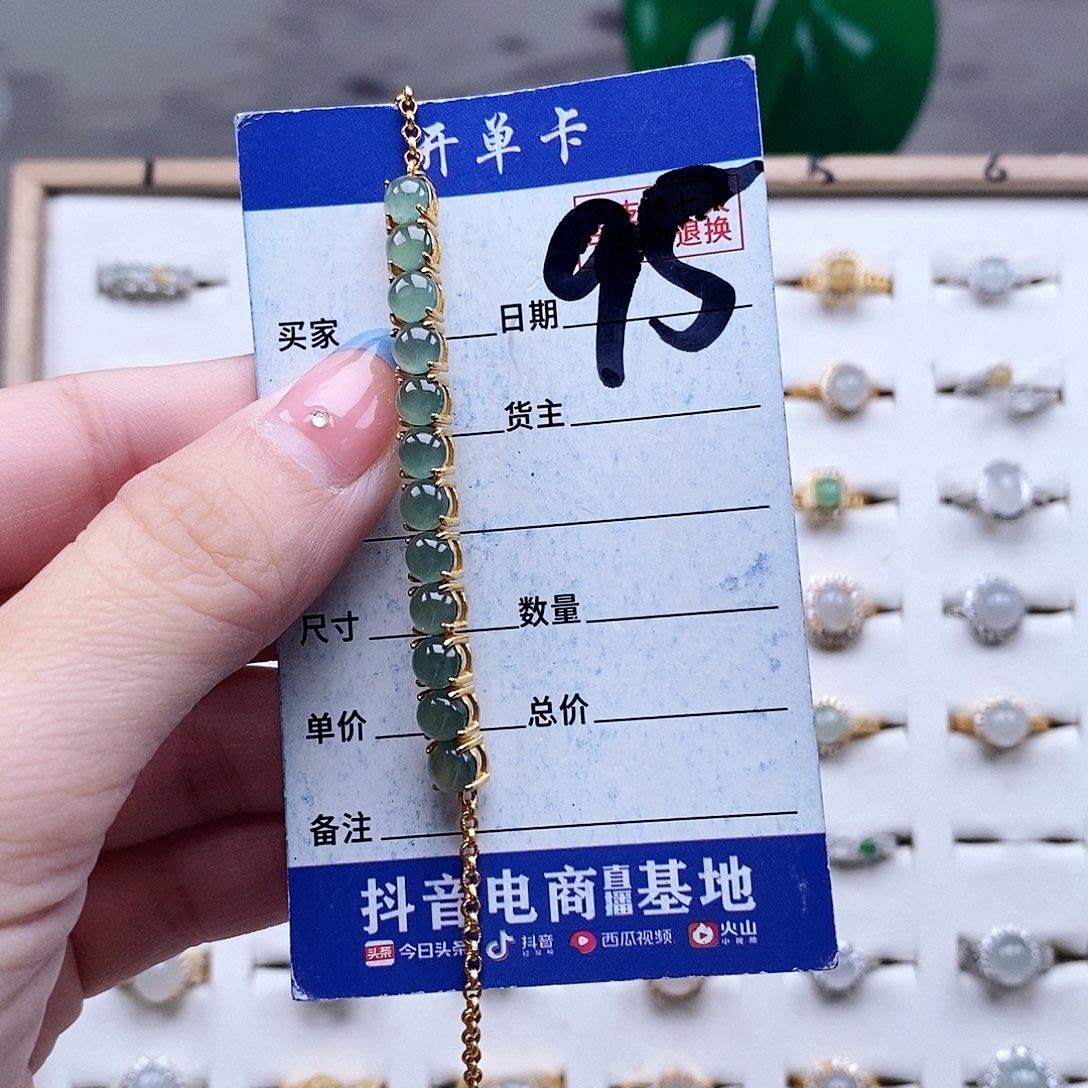 开单卡
退换
95
买家 日期
货主
尺寸 数量
单价 总价
备注
抖音电商直播基地
今日头条 抖音 西瓜视频 火山
5 6